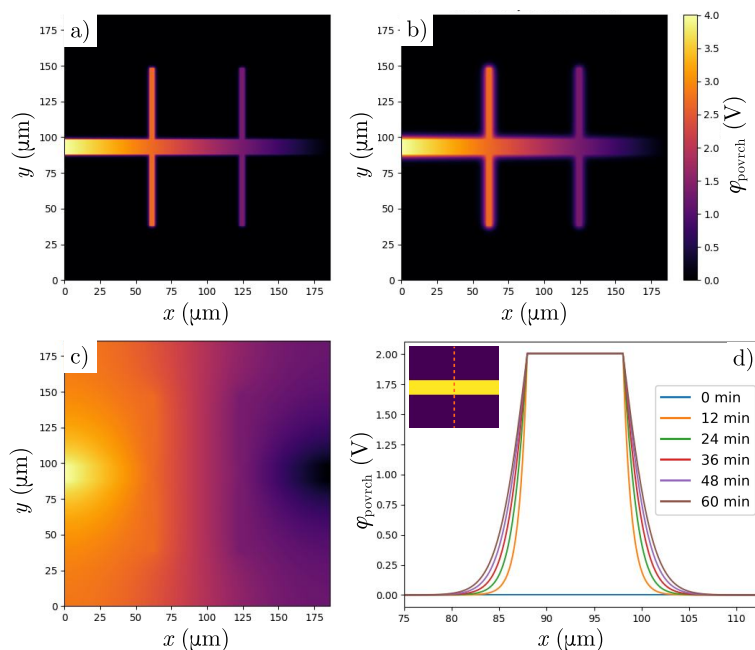 a)
175
150
125
100
75
50
25
0
y (µm)
0 25 50 75 100 125 150 175
x (µm)
b)
175
150
125
100
75
50
25
0
y (µm)
0 25 50 75 100 125 150 175
x (µm)
4.0
3.5
3.0
2.5
2.0
1.5
1.0
0.5
0.0
φpovrch (V)
c)
175
150
125
100
75
50
25
0
y (µm)
0 25 50 75 100 125 150 175
x (µm)
d)
2.00
1.75
1.50
1.25
1.00
0.75
0.50
0.25
0.00
φpovrch (V)
0 min
12 min
24 min
36 min
48 min
60 min
75 80 85 90 95 100 105 110
x (µm)